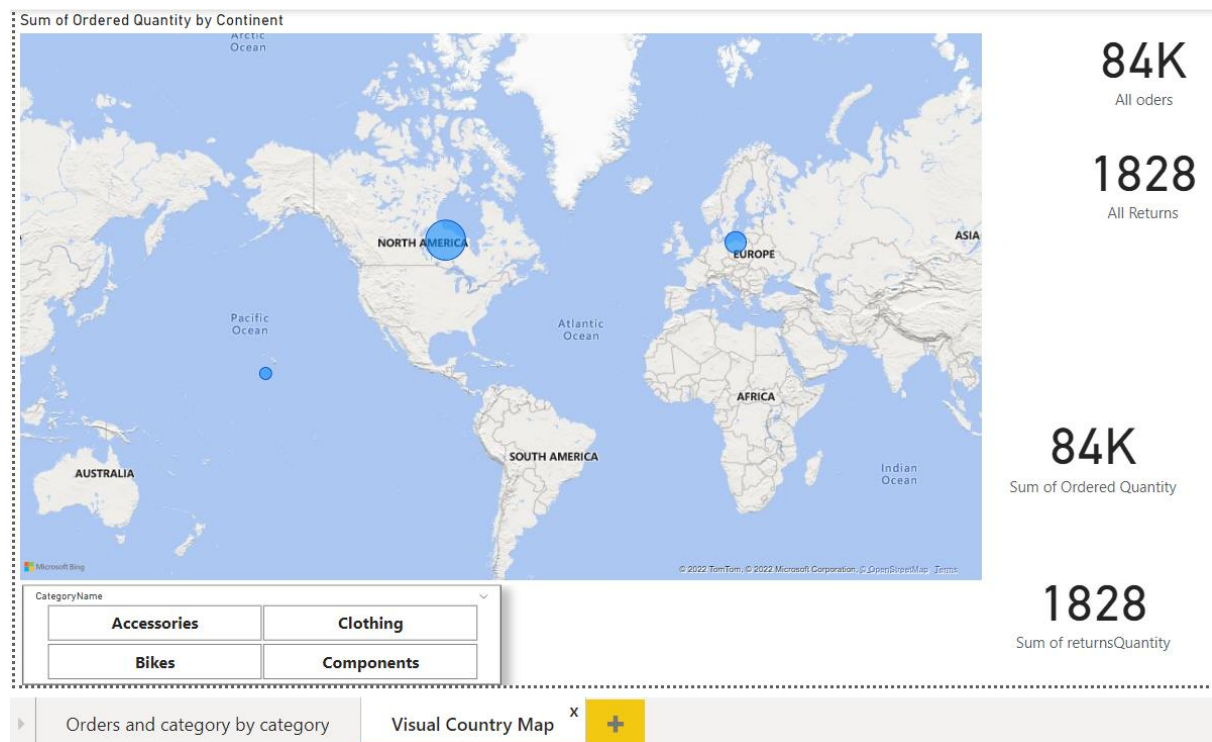 Sum of Ordered Quantity by Continent
Arctic
Ocean
84K
All oders
1828
All Returns
NORTH AMERICA
EUROPE
ASIA
Pacific
Ocean
Atlantic
Ocean
AFRICA
SOUTH AMERICA
AUSTRALIA
Indian
Ocean
84K
Sum of Ordered Quantity
Microsoft Bing
© 2022 TomTom, © 2022 Microsoft Corporation, © OpenStreetMap Terms
CategoryName
Accessories Clothing
Bikes Components
1828
Sum of returnsQuantity
Orders and category by category Visual Country Map x +